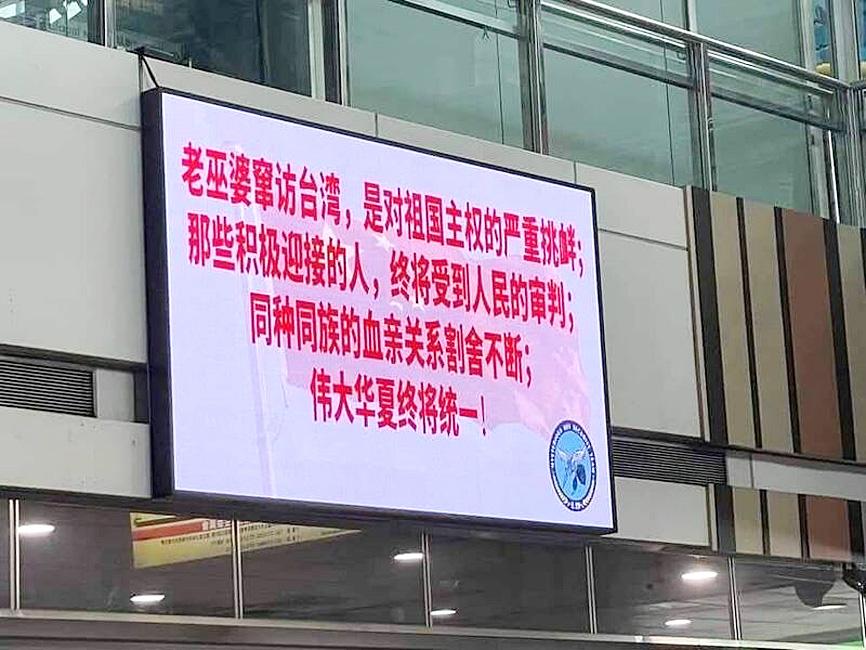 老巫婆窜访台湾，是对祖国主权的严重挑衅；
那些积极迎接的人，终将受到人民的审判；
同种同族的血亲关系割舍不断；
伟大华夏终将统一！